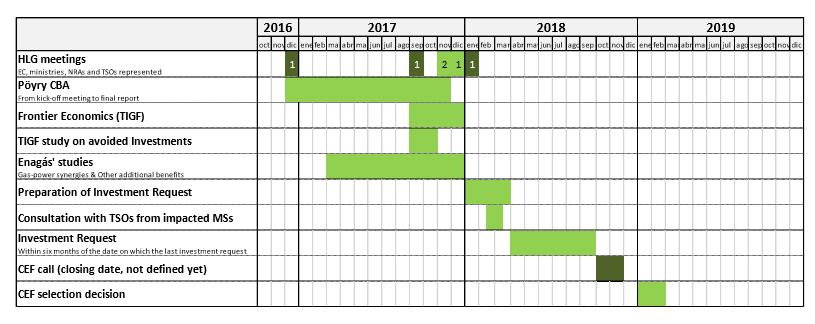 2016 2017 2018 2019
oct nov dic ene feb mar abr may jun jul ago sep oct nov dic ene feb mar abr may jun jul ago sep oct nov dic ene feb mar abr may jun jul ago sep oct nov
HLG meetings 1 1 2 1 1
EC, ministries, NRAs and TSOs represented
Pöyry CBA
From kick-off meeting to final report
Frontier Economics (TIGF)
TIGF study on avoided Investments
Enagás' studies
Gas-power synergies & Other additional benefits
Preparation of Investment Request
Consultation with TSOs from impacted MSs
Investment Request
Within six months of the date on which the last investment request
CEF call (closing date, not defined yet)
CEF selection decision